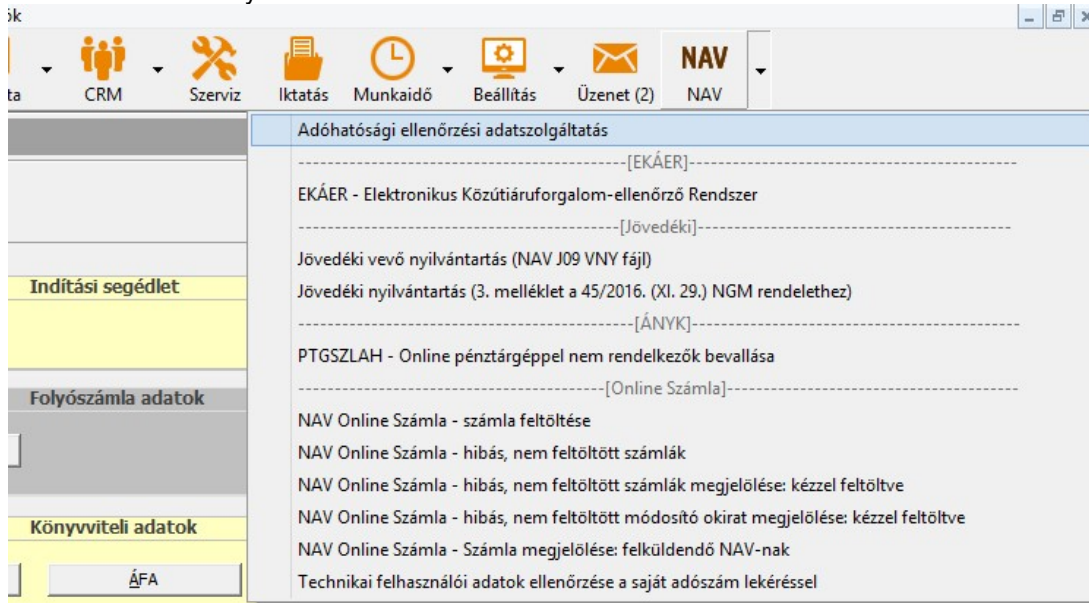 ók
ta CRM Szerviz Iktatás Munkaidő Beállítás Üzenet (2) NAV NAV
Adóhatósági ellenőrzési adatszolgáltatás
[EKÁER]
EKÁER - Elektronikus Közútiáruforgalom-ellenőrző Rendszer
[Jövedéki]
Jövedéki vevő nyilvántartás (NAV J09 VNY fájl)
Indítási segédlet
Jövedéki nyilvántartás (3. melléklet a 45/2016. (XI. 29.) NGM rendelethez)
[ÁNYK]
PTGSZLAH - Online pénztárgéppel nem rendelkezők bevallása
[Online Számla]
Folyószámla adatok
NAV Online Számla - számla feltöltése
NAV Online Számla - hibás, nem feltöltött számlák
NAV Online Számla - hibás, nem feltöltött számlák megjelölése: kézzel feltöltve
NAV Online Számla - hibás, nem feltöltött módosító okirat megjelölése: kézzel feltöltve
Könyvviteli adatok
NAV Online Számla - Számla megjelölése: felküldendő NAV-nak
ÁFA
Technikai felhasználói adatok ellenőrzése a saját adószám lekéréssel